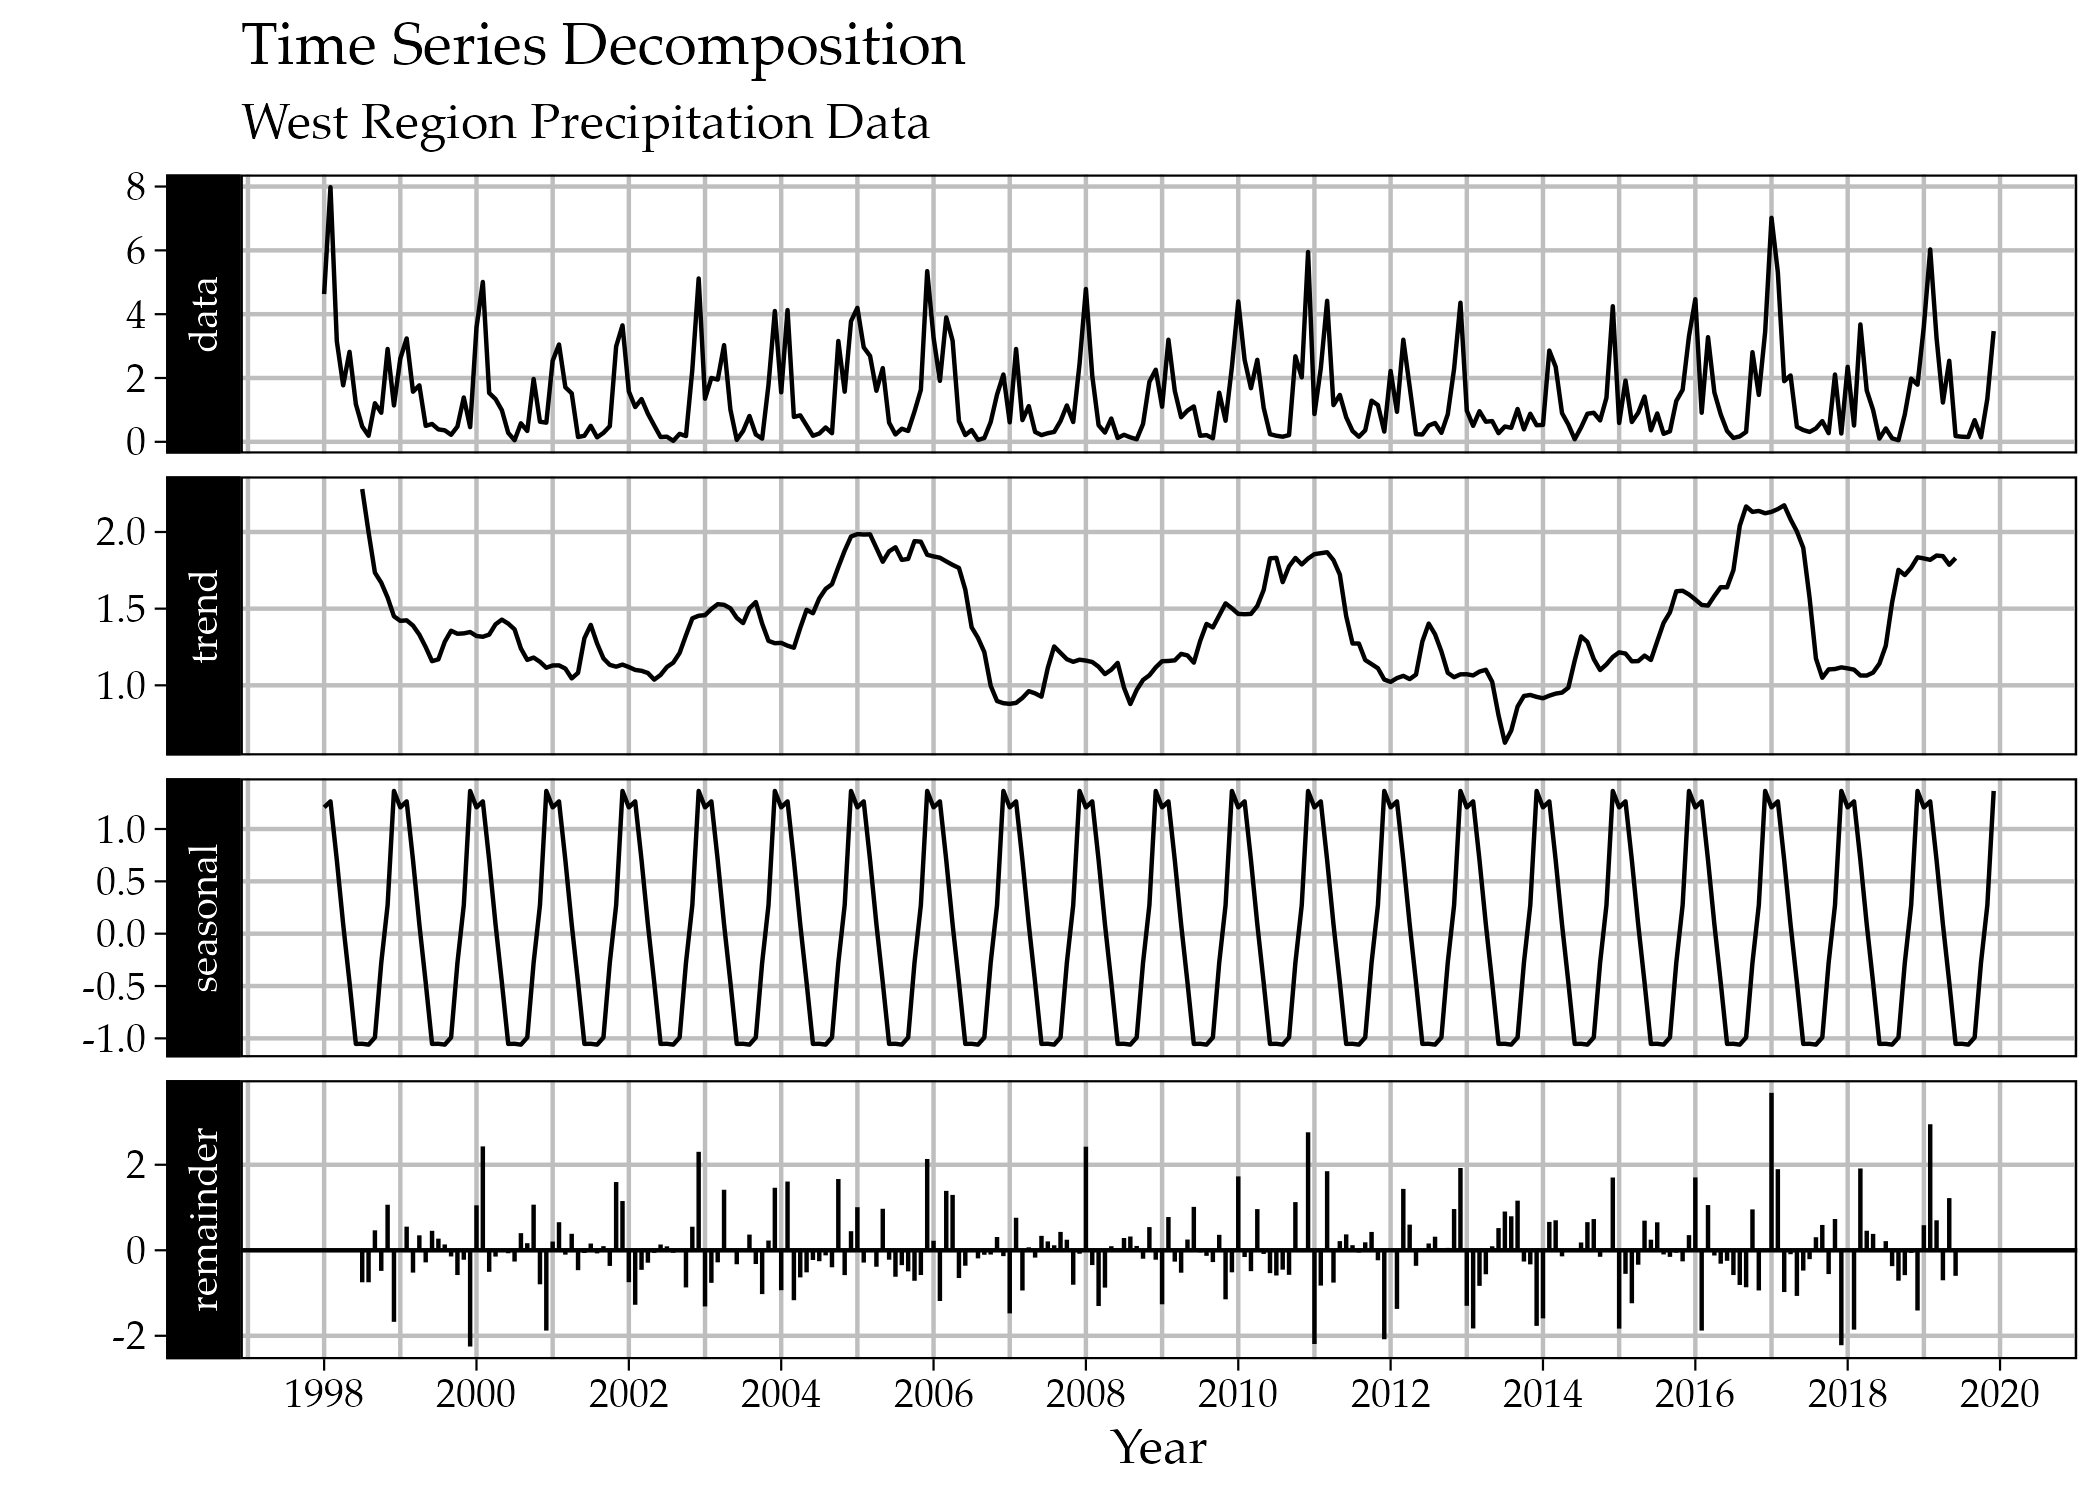 Time Series Decomposition
West Region Precipitation Data
data
8
6
4
2
0
trend
2.0
1.5
1.0
seasonal
1.0
0.5
0.0
-0.5
-1.0
remainder
2
0
-2
1998 2000 2002 2004 2006 2008 2010 2012 2014 2016 2018 2020
Year